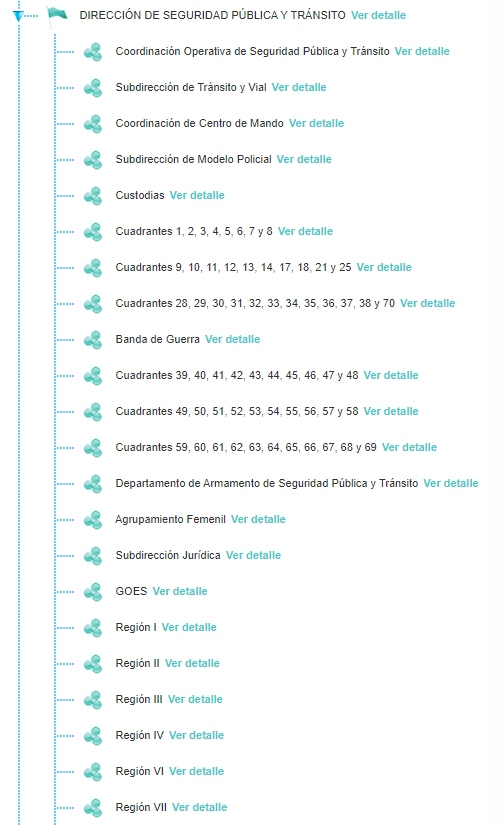 DIRECCIÓN DE SEGURIDAD PÚBLICA Y TRÁNSITO Ver detalle
Coordinación Operativa de Seguridad Pública y Tránsito Ver detalle
Subdirección de Tránsito y Vial Ver detalle
Coordinación de Centro de Mando Ver detalle
Subdirección de Modelo Policial Ver detalle
Custodias Ver detalle
Cuadrantes 1, 2, 3, 4, 5, 6, 7 y 8 Ver detalle
Cuadrantes 9, 10, 11, 12, 13, 14, 17, 18, 21 y 25 Ver detalle
Cuadrantes 28, 29, 30, 31, 32, 33, 34, 35, 36, 37, 38 y 70 Ver detalle
Banda de Guerra Ver detalle
Cuadrantes 39, 40, 41, 42, 43, 44, 45, 46, 47 y 48 Ver detalle
Cuadrantes 49, 50, 51, 52, 53, 54, 55, 56, 57 y 58 Ver detalle
Cuadrantes 59, 60, 61, 62, 63, 64, 65, 66, 67, 68 y 69 Ver detalle
Departamento de Armamento de Seguridad Pública y Tránsito Ver detalle
Agrupamiento Femenil Ver detalle
Subdirección Jurídica Ver detalle
GOES Ver detalle
Región I Ver detalle
Región II Ver detalle
Región III Ver detalle
Región IV Ver detalle
Región VI Ver detalle
Región VII Ver detalle